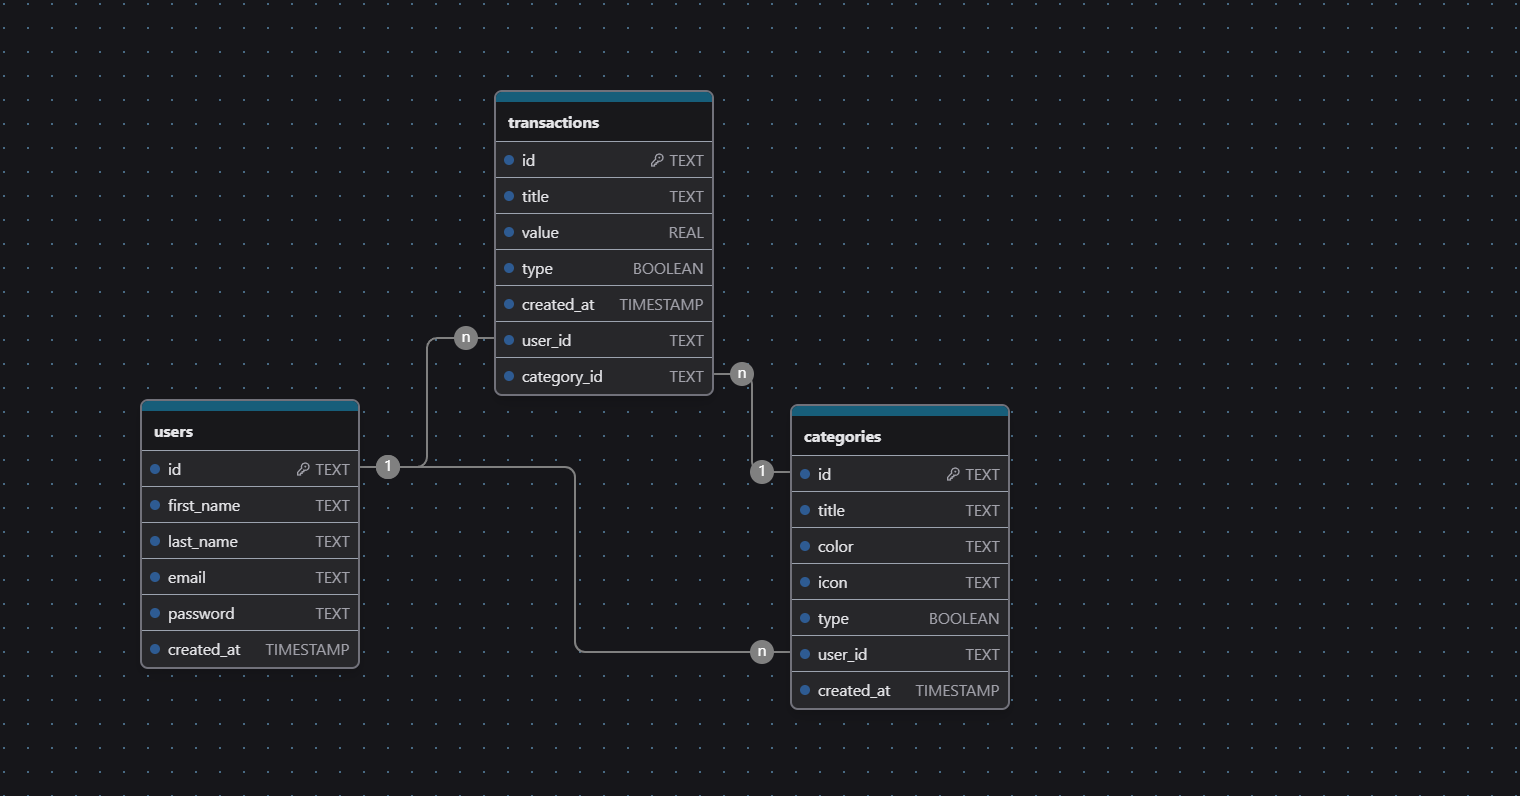 transactions
id TEXT
title TEXT
value REAL
type BOOLEAN
created_at TIMESTAMP
user_id TEXT
category_id TEXT
n
n
users
id TEXT
first_name TEXT
last_name TEXT
email TEXT
password TEXT
created_at TIMESTAMP
1
1
n
categories
id TEXT
title TEXT
color TEXT
icon TEXT
type BOOLEAN
user_id TEXT
created_at TIMESTAMP